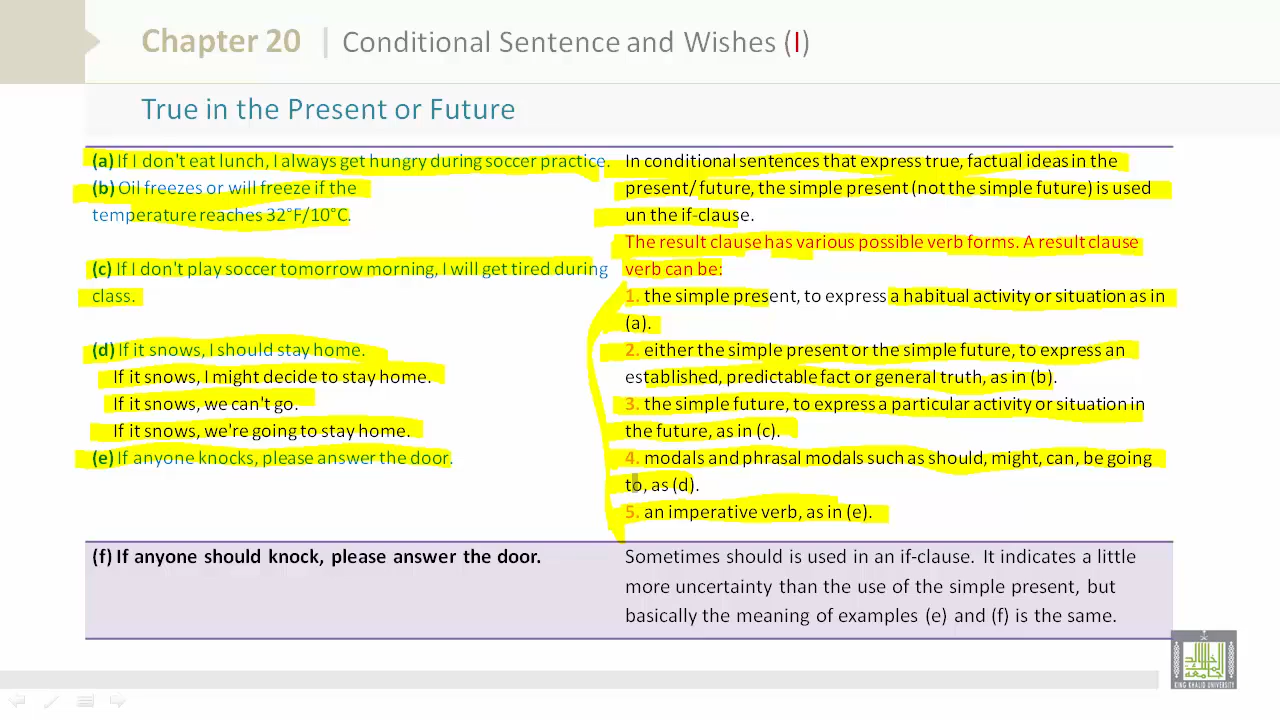 Chapter 20 | Conditional Sentence and Wishes (I)
True in the Present or Future
(a) If I don't eat lunch, I always get hungry during soccer practice.
(b) Oil freezes or will freeze if the
temperature reaches 32°F/10°C.
(c) If I don't play soccer tomorrow morning, I will get tired during
class.
(d) If it snows, I should stay home.
If it snows, I might decide to stay home.
If it snows, we can't go.
If it snows, we're going to stay home.
(e) If anyone knocks, please answer the door.
In conditional sentences that express true, factual ideas in the
present/ future, the simple present (not the simple future) is used
un the if-clause.
The result clause has various possible verb forms. A result clause
verb can be:
1. the simple present, to express a habitual activity or situation as in
(a).
2. either the simple present or the simple future, to express an
established, predictable fact or general truth, as in (b).
3. the simple future, to express a particular activity or situation in
the future, as in (c).
4. modals and phrasal modals such as should, might, can, be going
to, as (d).
5. an imperative verb, as in (e).
(f) If anyone should knock, please answer the door.
Sometimes should is used in an if-clause. It indicates a little
more uncertainty than the use of the simple present, but
basically the meaning of examples (e) and (f) is the same.
KING KHALID UNIVERSITY